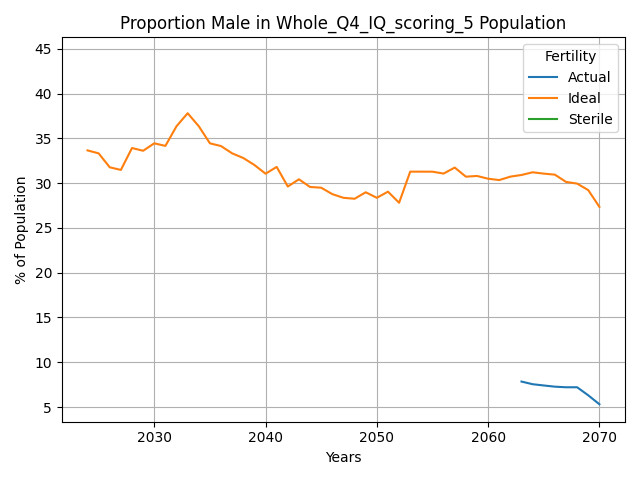 Proportion Male in Whole_Q4_IQ_scoring_5 Population
% of Population
45
40
35
30
25
20
15
10
5
Fertility
Actual
Ideal
Sterile
2030 2040 2050 2060 2070
Years